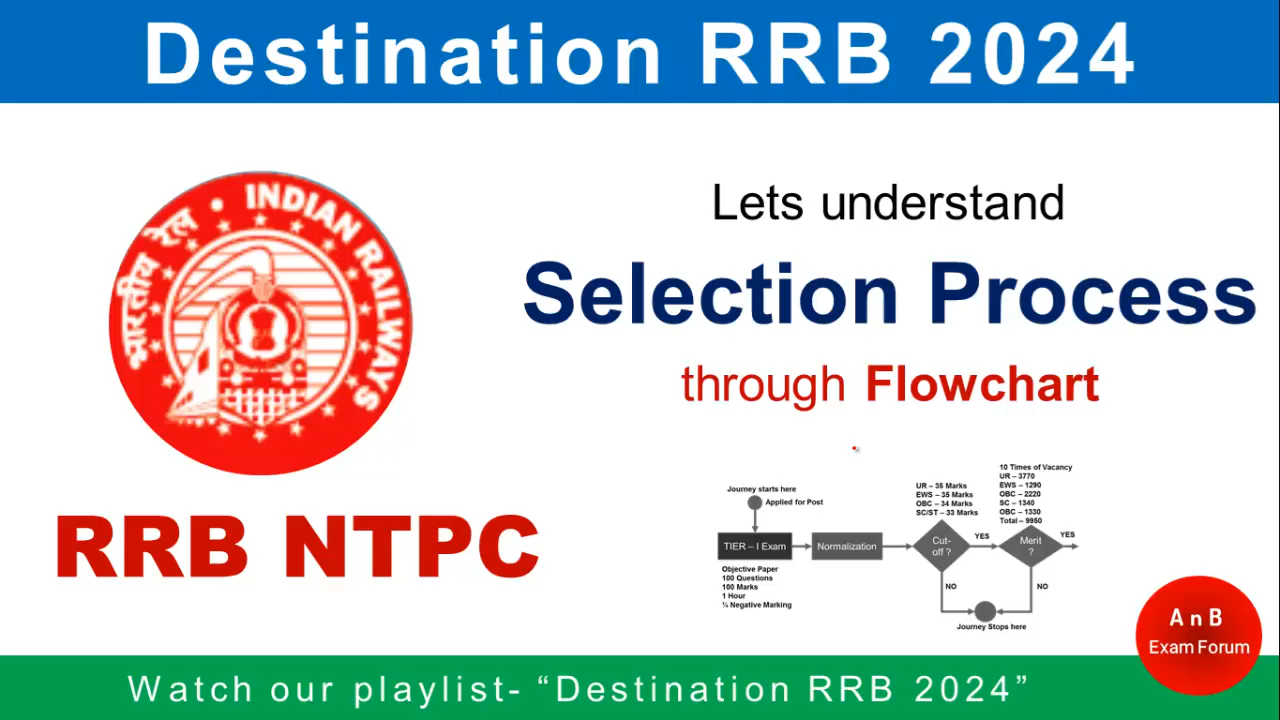 Destination RRB 2024
INDIAN RAILWAYS
भारतीय रेल
Lets understand
Selection Process
through Flowchart
RRB NTPC
Journey starts here
Applied for Post
TIER – I Exam
Objective Paper
100 Questions
100 Marks
1 Hour
¼ Negative Marking
Normalization
UR – 35 Marks
EWS – 35 Marks
OBC – 34 Marks
SC/ST – 33 Marks
Cut-
off ?
YES
NO
10 Times of Vacancy
UR – 3770
EWS – 1290
OBC – 2220
SC – 1340
OBC – 1330
Total – 9950
Merit
?
YES
NO
Journey Stops here
A n B
Exam Forum
Watch our playlist- “Destination RRB 2024”